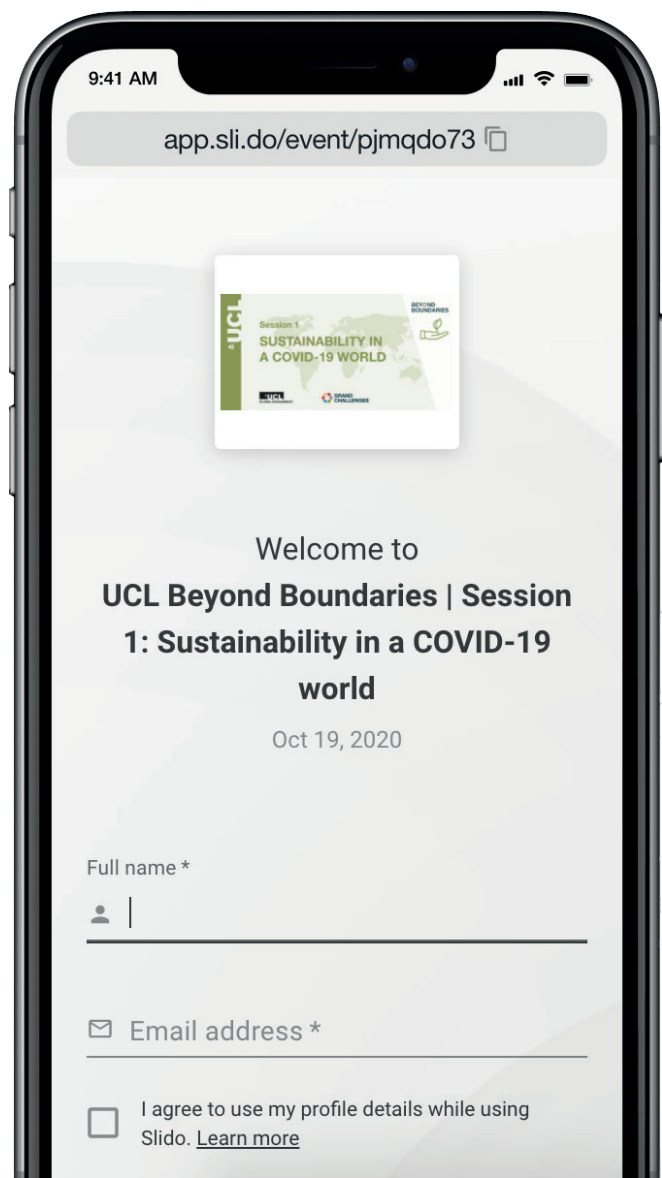 9:41 AM
app.sli.do/event/pjmqdo73
UCL
Session 1
SUSTAINABILITY IN
A COVID-19 WORLD
BEYOND
BOUNDARIES
UCL
GRAND
CHALLENGES
Welcome to
UCL Beyond Boundaries | Session
1: Sustainability in a COVID-19
world
Oct 19, 2020
Full name *
Email address *
I agree to use my profile details while using
Slido. Learn more